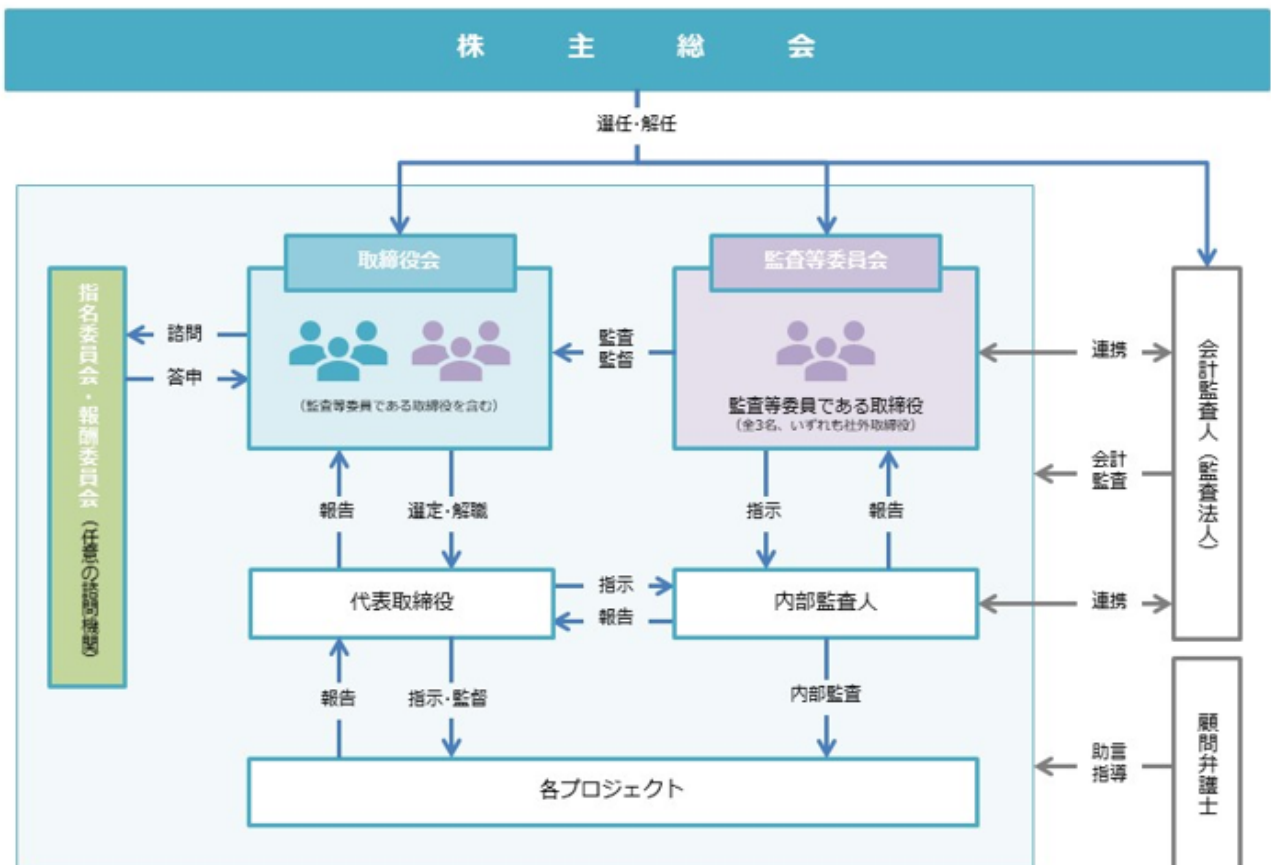 株主総会
選任・解任
取締役会
監査等委員会
指名委員会・報酬委員会(任意の諮問機関)
諮問
答申
(監査等委員である取締役を含む)
監査
監督
監査等委員である取締役
(全3名、いずれも社外取締役)
連携
会計監査人(監査法人)
会計
監査
報告
選定・解職
指示
報告
代表取締役
指示
報告
内部監査人
連携
報告
指示・監督
内部監査
各プロジェクト
助言
指導
顧問弁護士